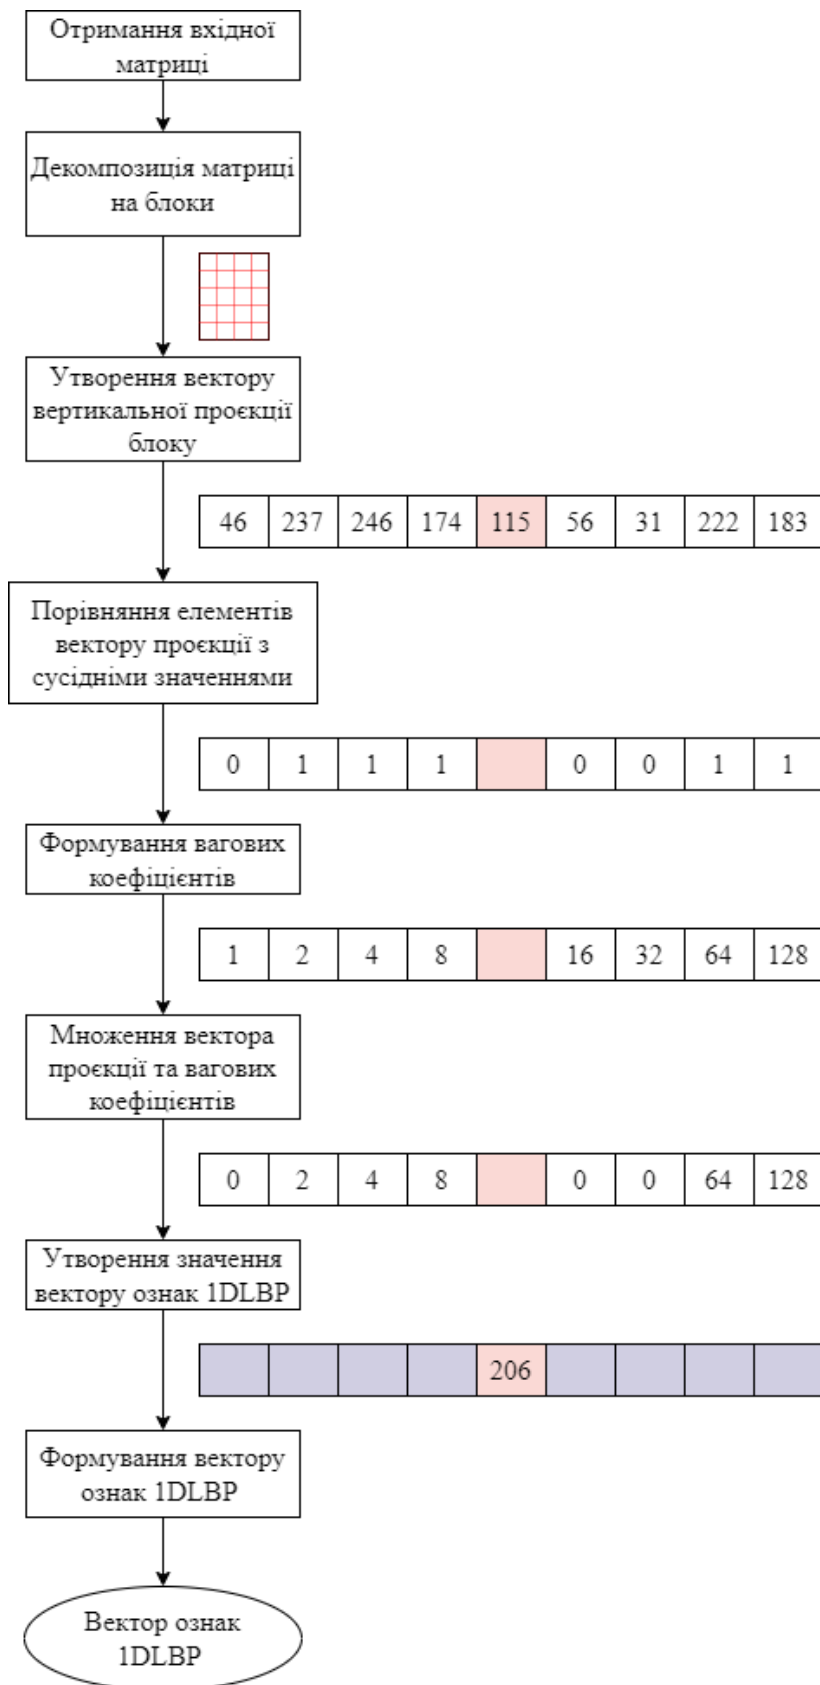 Отримання вхідної
матриці
Декомпозиція матриці
на блоки
Утворення вектору
вертикальної проєкції
блоку
46 237 246 174 115 56 31 222 183
Порівняння елементів
вектору проєкції з
сусідніми значеннями
0 1 1 1 0 0 1 1
Формування вагових
коефіцієнтів
1 2 4 8 16 32 64 128
Множення вектора
проєкції та вагових
коефіцієнтів
0 2 4 8 0 0 64 128
Утворення значення
вектору ознак 1DLBP
206
Формування вектору
ознак 1DLBP
Вектор ознак
1DLBP